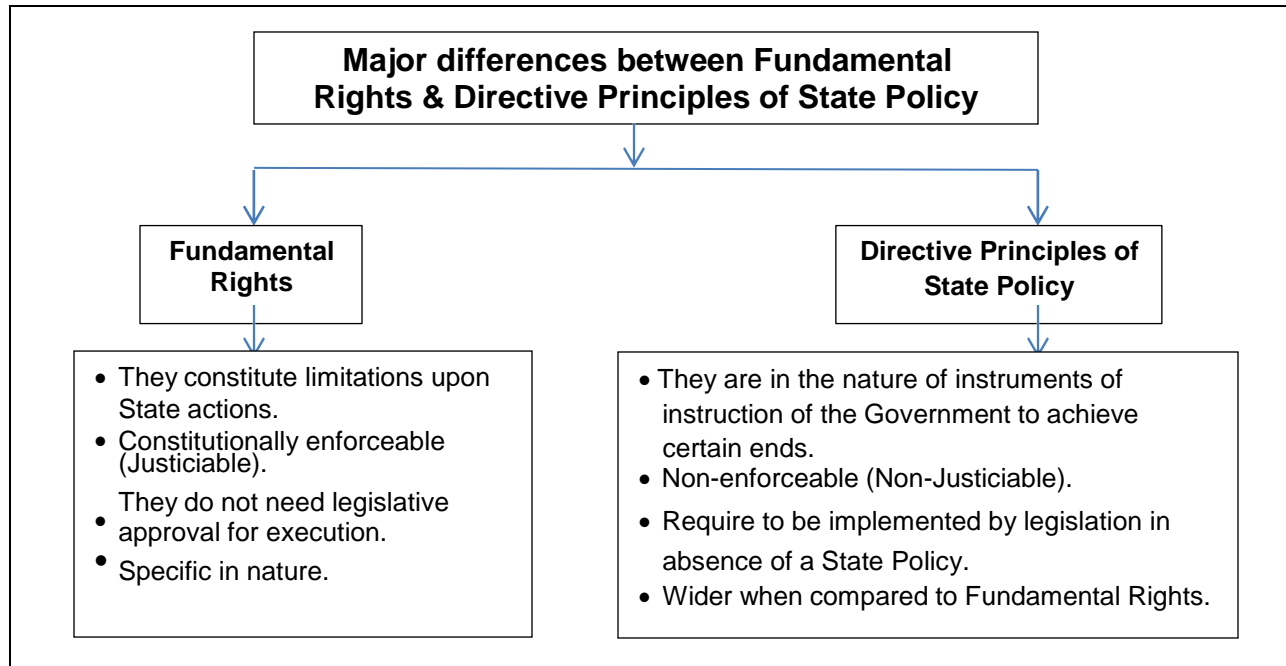 Major differences between Fundamental
Rights & Directive Principles of State Policy
Fundamental
Rights
Directive Principles of
State Policy
• They constitute limitations upon
State actions.
• Constitutionally enforceable
(Justiciable).
• They do not need legislative
approval for execution.
• Specific in nature.
• They are in the nature of instruments of
instruction of the Government to achieve
certain ends.
• Non-enforceable (Non-Justiciable).
• Require to be implemented by legislation in
absence of a State Policy.
• Wider when compared to Fundamental Rights.